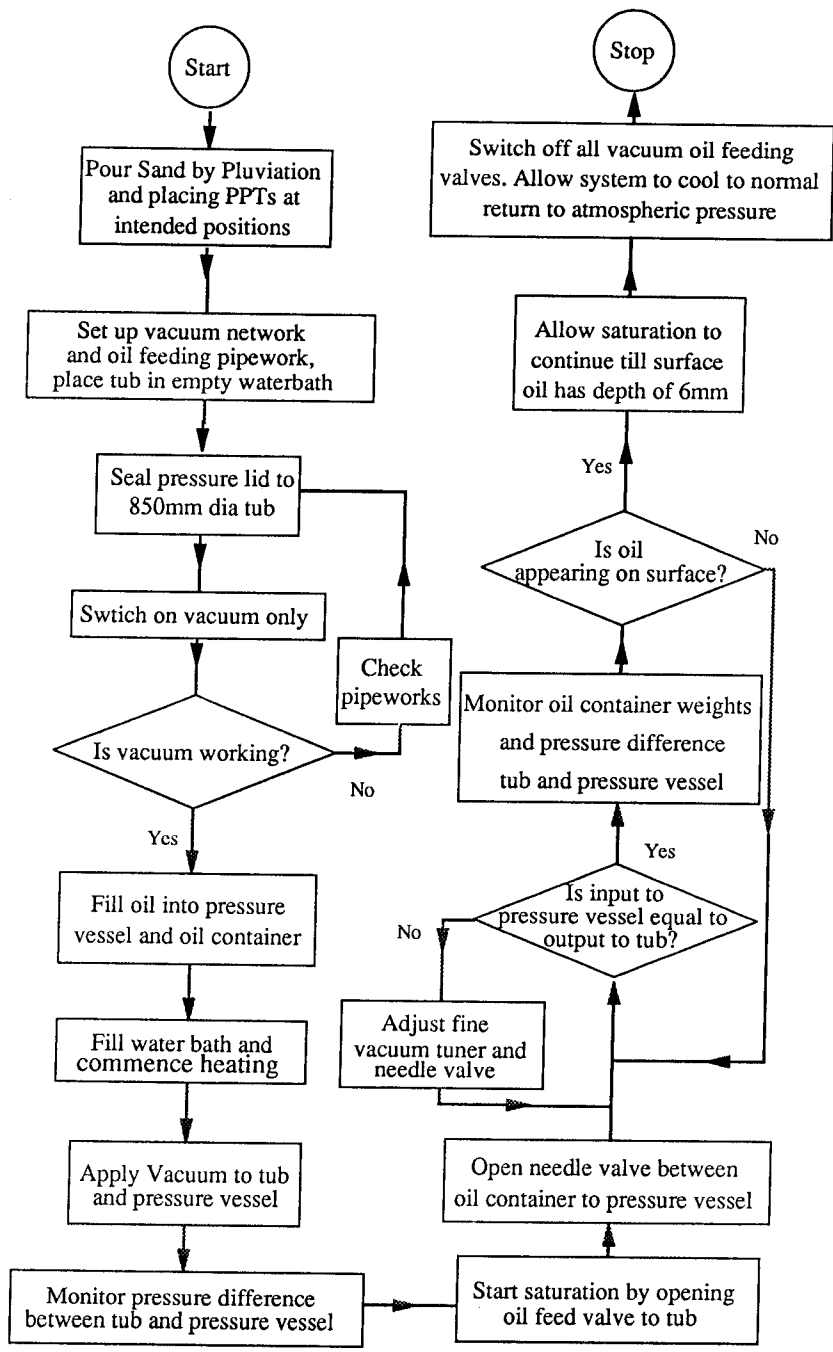 Start
Pour Sand by Pluviation
and placing PPTs at
intended positions
Set up vacuum network
and oil feeding pipework,
place tub in empty waterbath
Seal pressure lid to
850mm dia tub
Swtich on vacuum only
Check
pipeworks
Is vacuum working?
No
Yes
Fill oil into pressure
vessel and oil container
Fill water bath and
commence heating
Apply Vacuum to tub
and pressure vessel
Monitor pressure difference
between tub and pressure vessel
Start saturation by opening
oil feed valve to tub
Open needle valve between
oil container to pressure vessel
Adjust fine
vacuum tuner and
needle valve
No
Is input to
pressure vessel equal to
output to tub?
Yes
Monitor oil container weights
and pressure difference
tub and pressure vessel
Is oil
appearing on surface?
No
Yes
Allow saturation to
continue till surface
oil has depth of 6mm
Switch off all vacuum oil feeding
valves. Allow system to cool to normal
return to atmospheric pressure
Stop